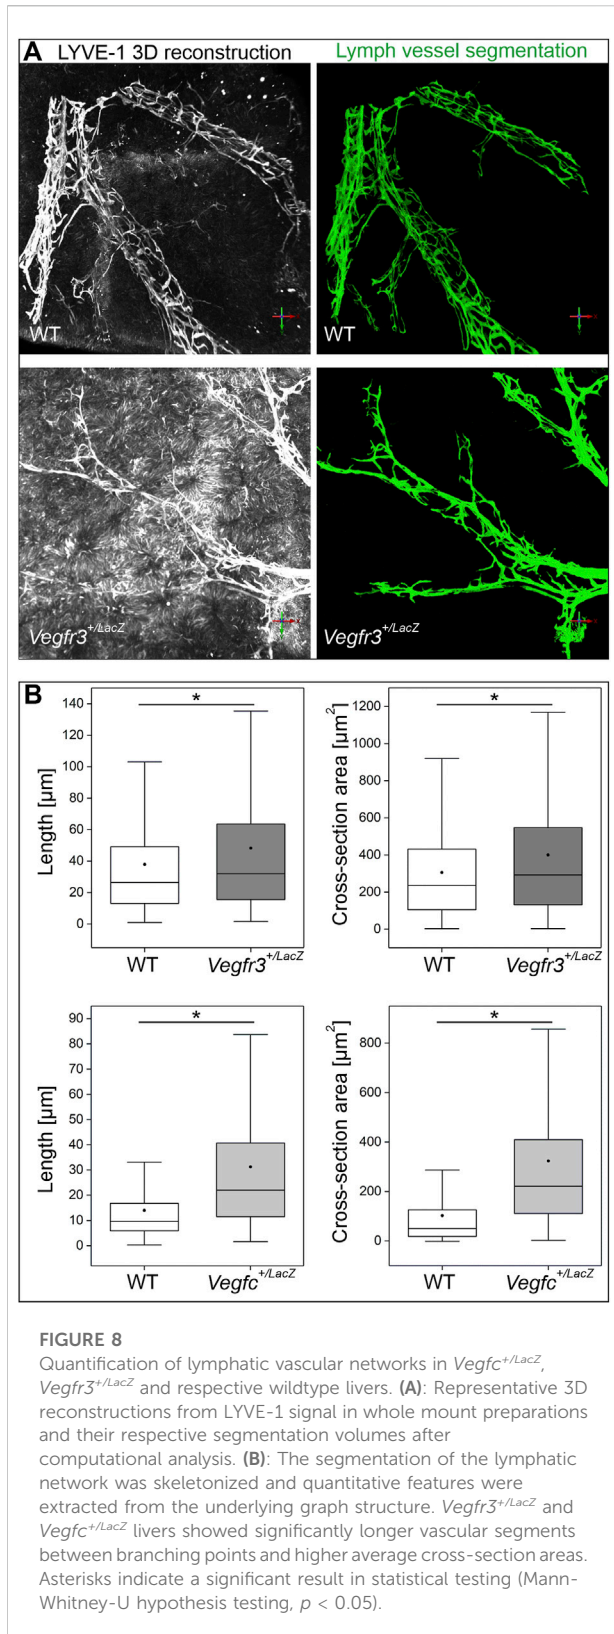 A LYVE-1 3D reconstruction Lymph vessel segmentation
WT WT
Vegfr3+/LacZ Vegfr3+/LacZ
B
Length [µm]
140
120
100
80
60
40
20
0
WT Vegfr3+/LacZ
*
Cross-section area [µm²]
1200
1000
800
600
400
200
0
WT Vegfr3+/LacZ
*
Length [µm]
90
80
70
60
50
40
30
20
10
0
WT Vegfc+/LacZ
*
Cross-section area [µm²]
800
600
400
200
0
WT Vegfc+/LacZ
*
FIGURE 8
Quantification of lymphatic vascular networks in Vegfc+/LacZ,
Vegfr3+/LacZ and respective wildtype livers. (A): Representative 3D
reconstructions from LYVE-1 signal in whole mount preparations
and their respective segmentation volumes after
computational analysis. (B): The segmentation of the lymphatic
network was skeletonized and quantitative features were
extracted from the underlying graph structure. Vegfr3+/LacZ and
Vegfc+/LacZ livers showed significantly longer vascular segments
between branching points and higher average cross-section areas.
Asterisks indicate a significant result in statistical testing (Mann-
Whitney-U hypothesis testing, p < 0.05).